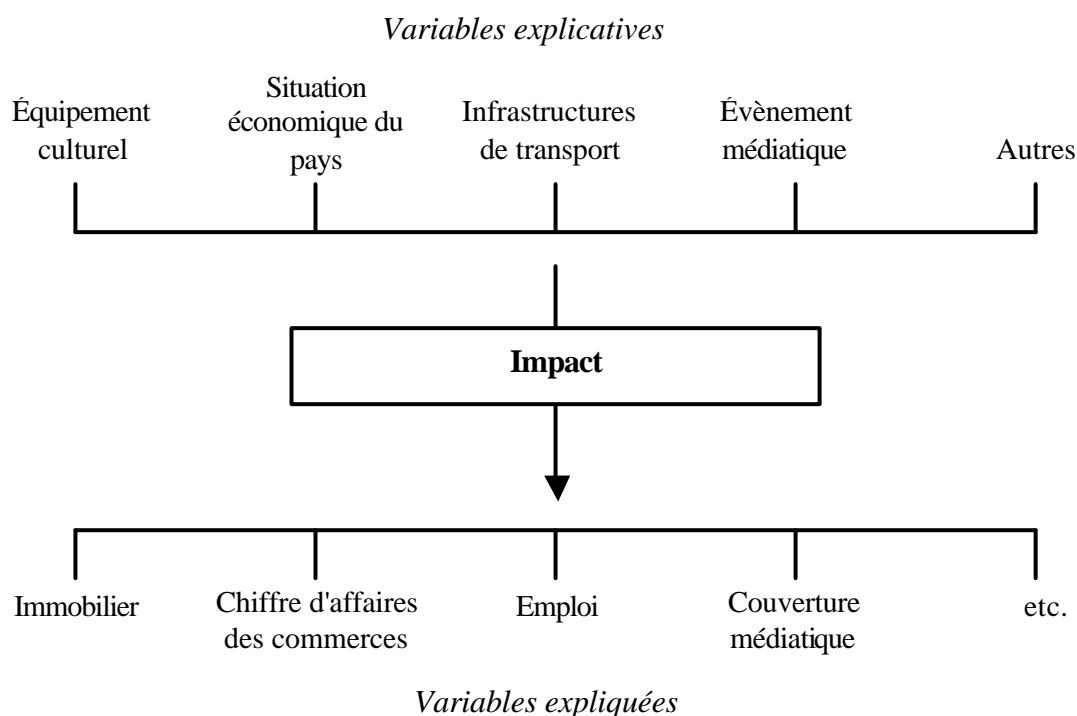 Variables explicatives
Équipement
culturel
Situation
économique du
pays
Infrastructures
de transport
Évènement
médiatique
Autres
Impact
Immobilier
Chiffre d'affaires
des commerces
Emploi
Couverture
médiatique
etc.
Variables expliquées